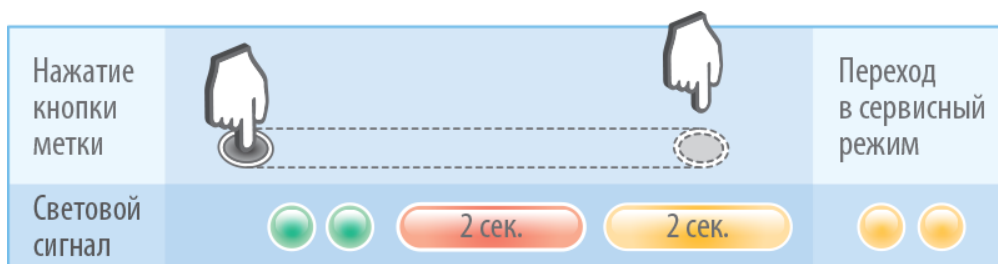 Нажатие
кнопки
метки
Переход
в сервисный
режим
Световой
сигнал
2 сек.
2 сек.